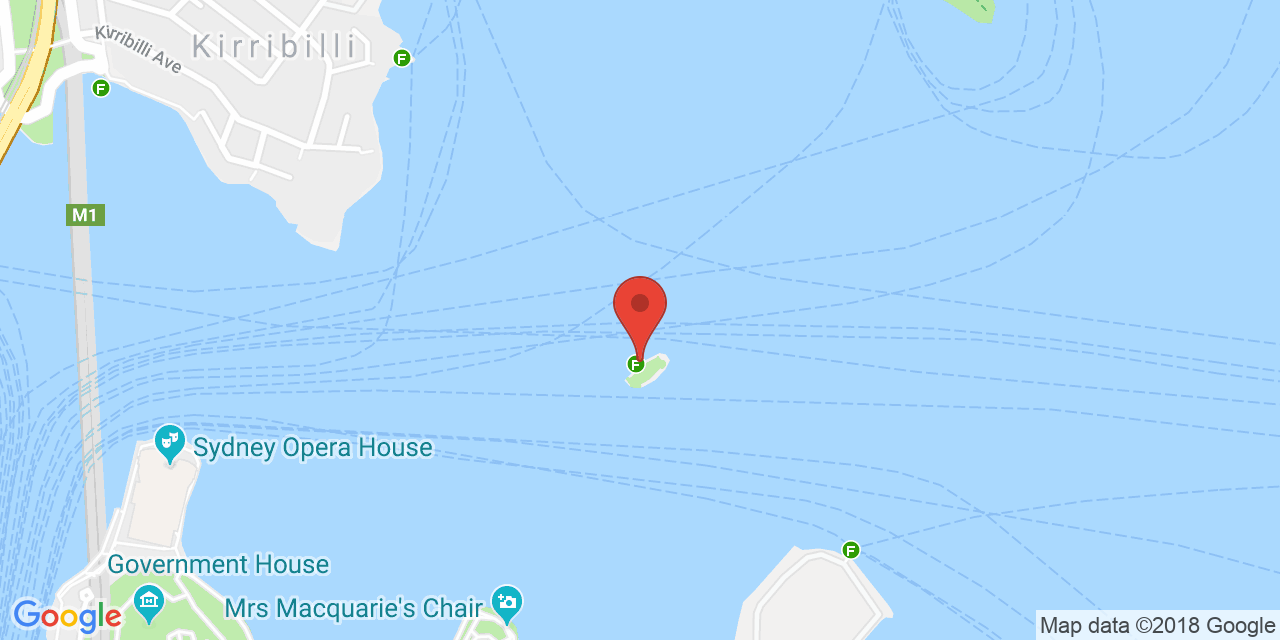 Kirribilli Ave
Kirribilli
F
F
M1
F
Sydney Opera House
F
Government House
Mrs Macquarie's Chair
Google
Map data ©2018 Google